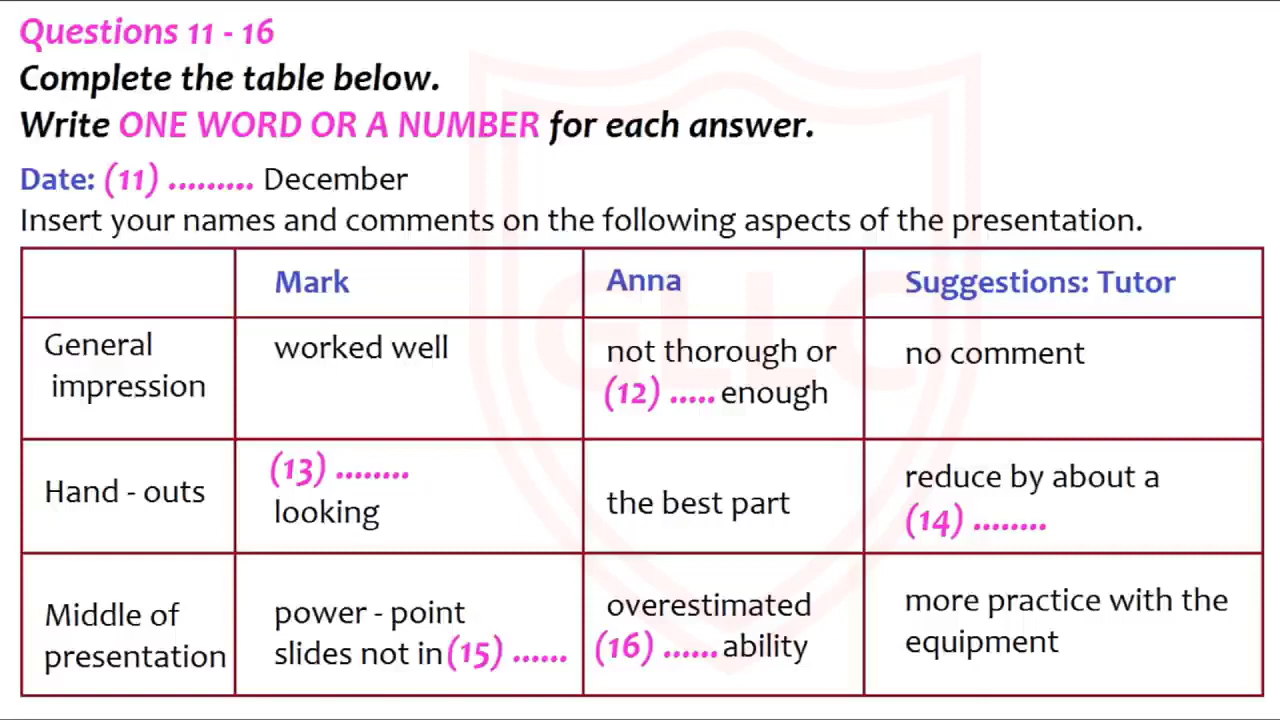 Questions 11 - 16
Complete the table below.
Write ONE WORD OR A NUMBER for each answer.
Date: (11) ......... December
Insert your names and comments on the following aspects of the presentation.
Mark
Anna
Suggestions: Tutor
General
impression
worked well
not thorough or
(12) ..... enough
no comment
Hand - outs
(13) ........
looking
the best part
reduce by about a
(14) ........
Middle of
presentation
power - point
slides not in (15) ......
overestimated
(16) ...... ability
more practice with the
equipment
GLLC